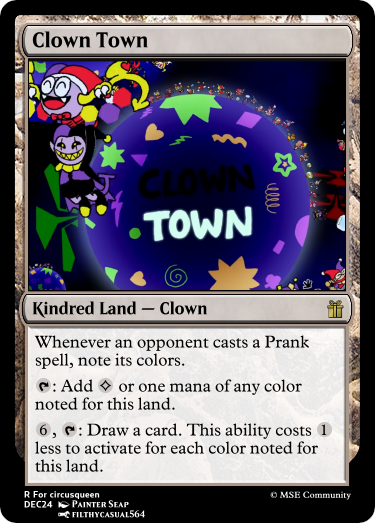 Clown Town
CLOWN
TOWN
Kindred Land — Clown
Whenever an opponent casts a Prank
spell, note its colors.
: Add or one mana of any color
noted for this land.
6 , : Draw a card. This ability costs 1
less to activate for each color noted for
this land.
R For circusqueen
DEC24 Painter Seap
filthycasual564
© MSE Community